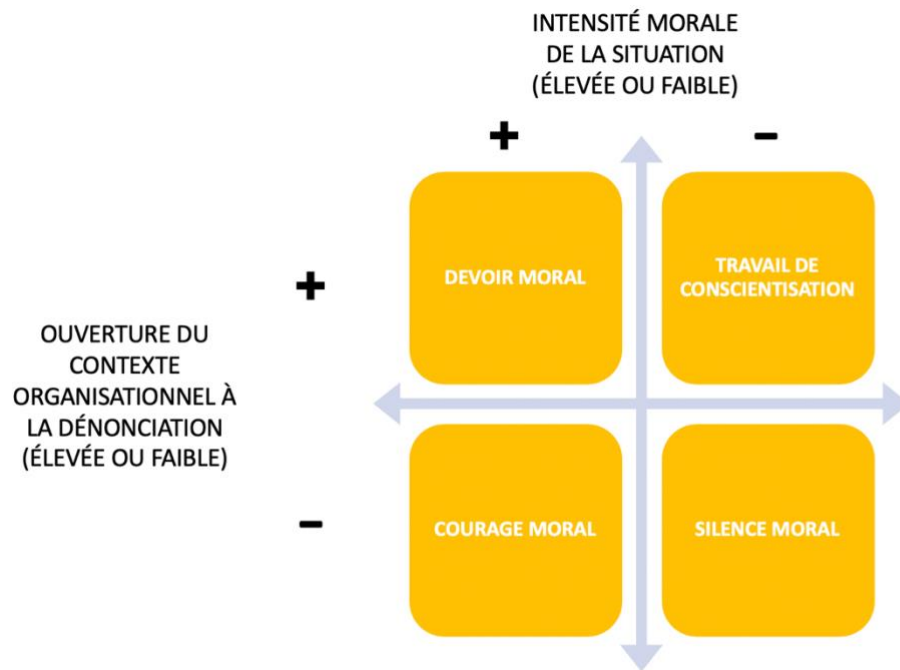 INTENSITÉ MORALE
DE LA SITUATION
(ÉLEVÉE OU FAIBLE)
+
−
+
DEVOIR MORAL
TRAVAIL DE
CONSCIENTISATION
OUVERTURE DU
CONTEXTE
ORGANISATIONNEL À
LA DÉNONCIATION
(ÉLEVÉE OU FAIBLE)
−
COURAGE MORAL
SILENCE MORAL